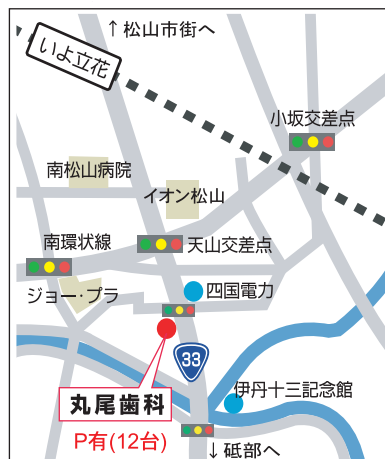 ↑松山市街へ
いよ立花
小坂交差点
南松山病院
イオン松山
南環状線
天山交差点
ジョー・プラ
四国電力
33
丸尾歯科
伊丹十三記念館
P有(12台)
↓砥部へ